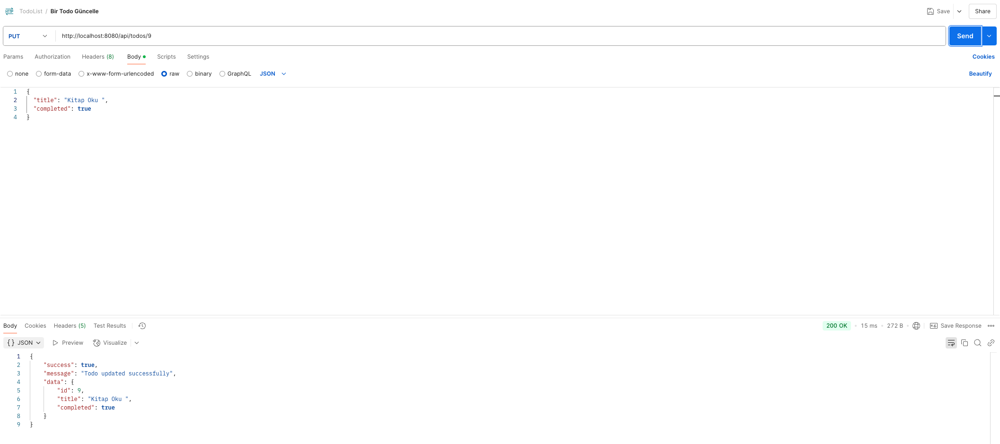 TodoList / Bir Todo Güncelle
Save
Share
PUT
http://localhost:8080/api/todos/9
Send
Params Authorization Headers (8) Body Scripts Settings
Cookies
none form-data x-www-form-urlencoded raw binary GraphQL JSON
Beautify
1 {
2 "title": "Kitap Oku ",
3 "completed": true
4 }
Body Cookies Headers (5) Test Results
200 OK • 15 ms • 272 B • Save Response
{} JSON Preview Visualize
1 {
2 "success": true,
3 "message": "Todo updated successfully",
4 "data": {
5 "id": 9,
6 "title": "Kitap Oku ",
7 "completed": true
8 }
9 }